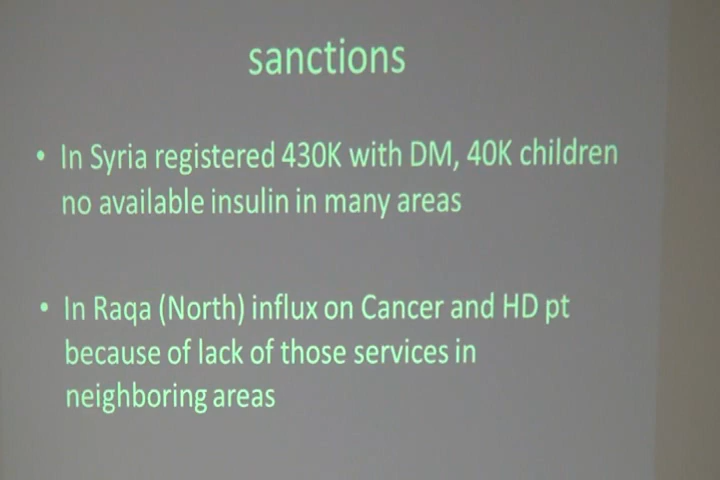 sanctions
• In Syria registered 430K with DM, 40K children
no available insulin in many areas
• In Raqa (North) influx on Cancer and HD pt
because of lack of those services in
neighboring areas